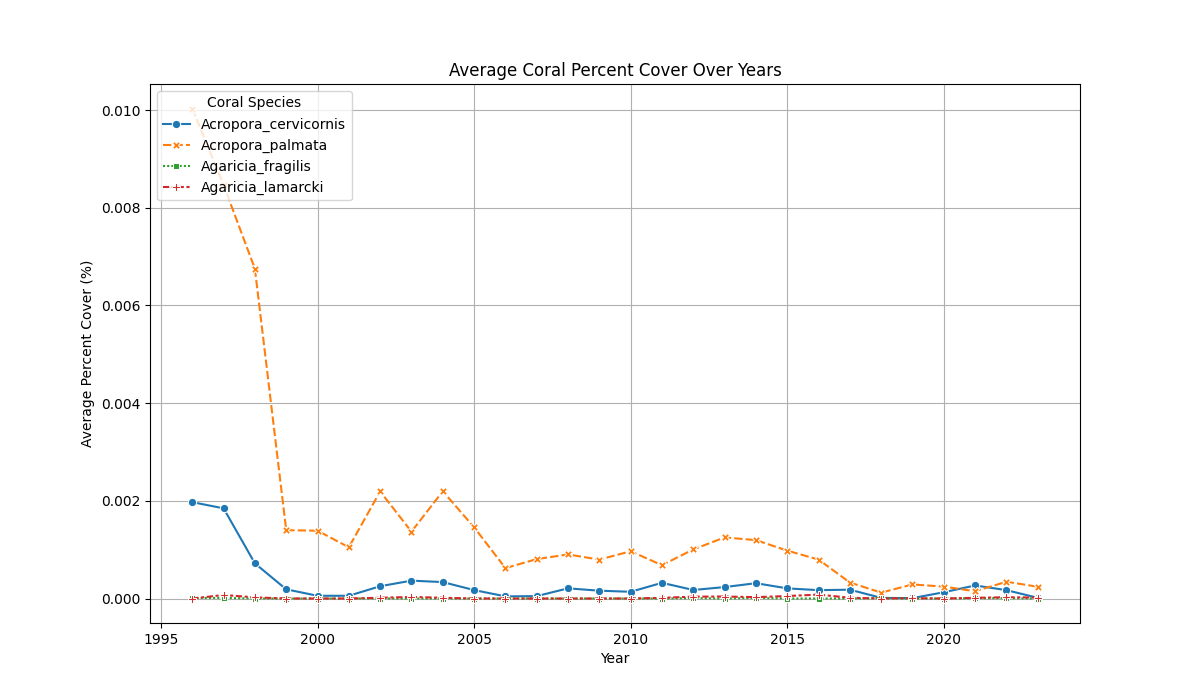 Average Coral Percent Cover Over Years
Coral Species
Acropora_cervicornis
Acropora_palmata
Agaricia_fragilis
Agaricia_lamarcki
Average Percent Cover (%)
0.010
0.008
0.006
0.004
0.002
0.000
1995 2000 2005 2010 2015 2020
Year